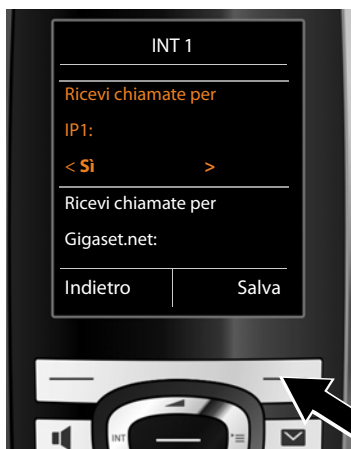 INT 1
Ricevi chiamate per
IP1:
< Sì >
Ricevi chiamate per
Gigaset.net:
Indietro Salva
INT